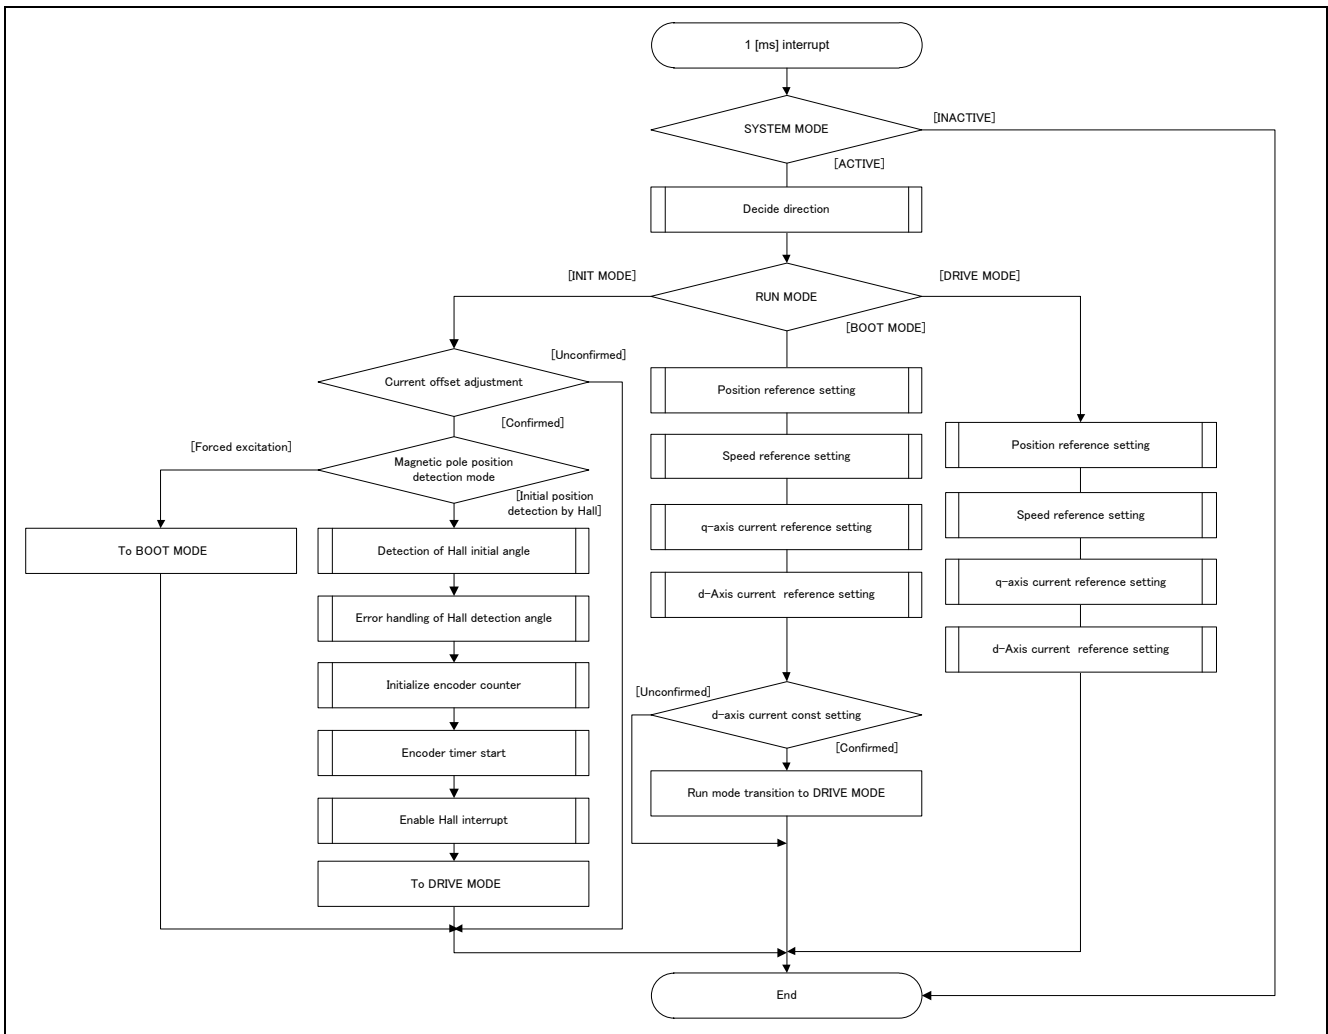 1 [ms] interrupt
SYSTEM MODE
[INACTIVE]
[ACTIVE]
Decide direction
[INIT MODE]
RUN MODE
[DRIVE MODE]
[BOOT MODE]
Current offset adjustment
[Unconfirmed]
[Confirmed]
[Forced excitation]
Magnetic pole position
detection mode
[Initial position
detection by Hall]
To BOOT MODE
Detection of Hall initial angle
Error handling of Hall detection angle
Initialize encoder counter
Encoder timer start
Enable Hall interrupt
To DRIVE MODE
Position reference setting
Speed reference setting
q-axis current reference setting
d-Axis current  reference setting
[Unconfirmed]
d-axis current const setting
[Confirmed]
Run mode transition to DRIVE MODE
Position reference setting
Speed reference setting
q-axis current reference setting
d-Axis current  reference setting
End